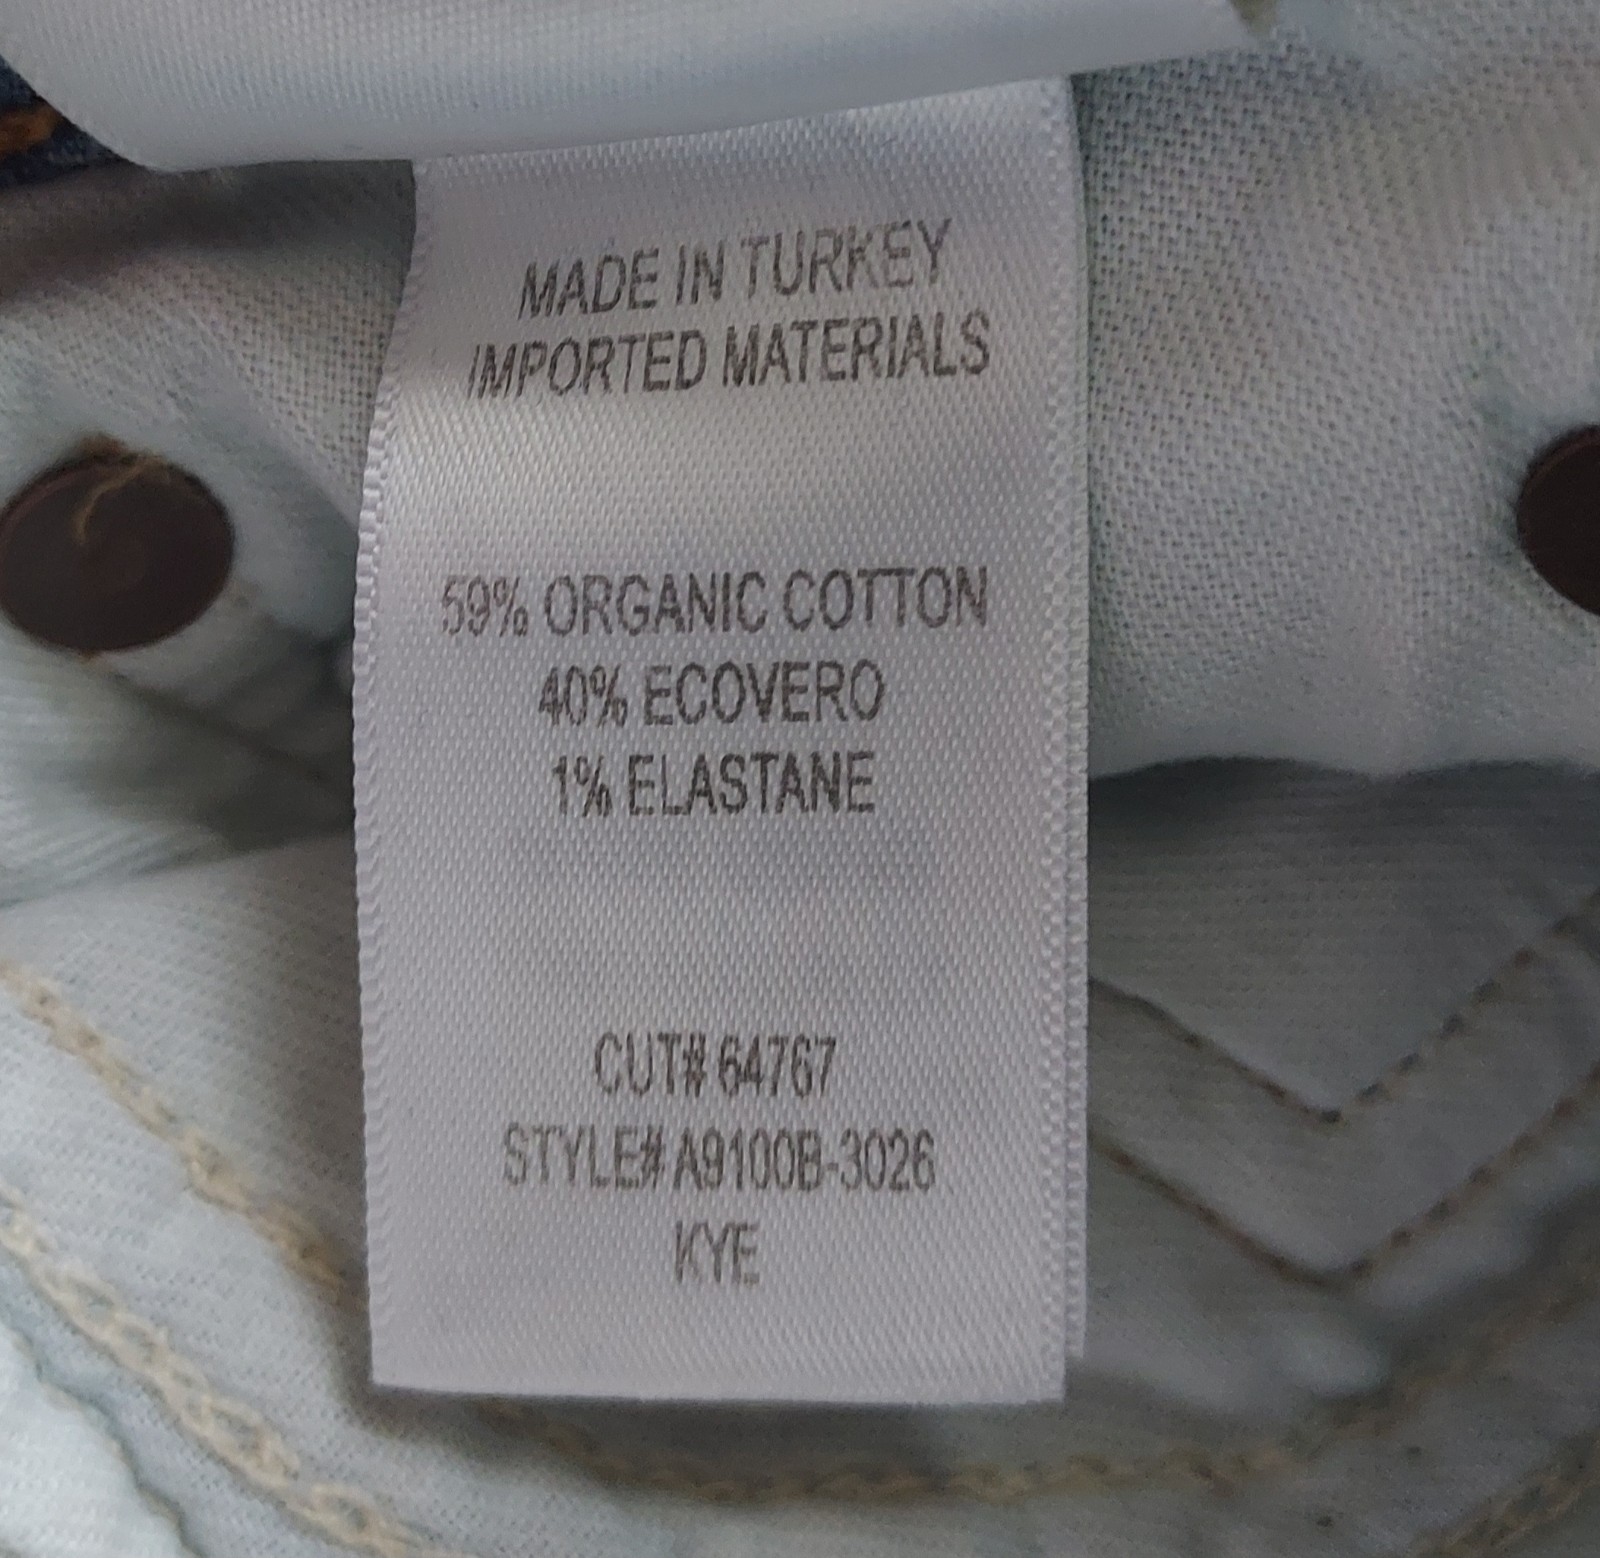 MADE IN TURKEY
IMPORTED MATERIALS
59% ORGANIC COTTON
40% ECOVERO
1% ELASTANE
CUT# 64767
STYLE# A9100B-3026
KYE